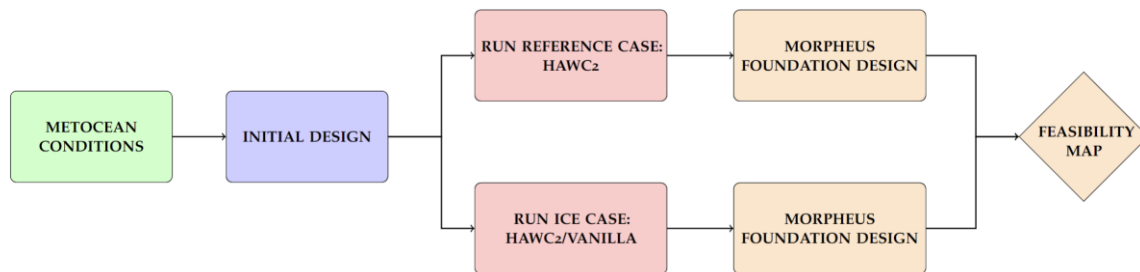 METOCEAN
CONDITIONS
INITIAL DESIGN
RUN REFERENCE CASE:
HAWC2
MORPHEUS
FOUNDATION DESIGN
RUN ICE CASE:
HAWC2/VANILLA
MORPHEUS
FOUNDATION DESIGN
FEASIBILITY
MAP